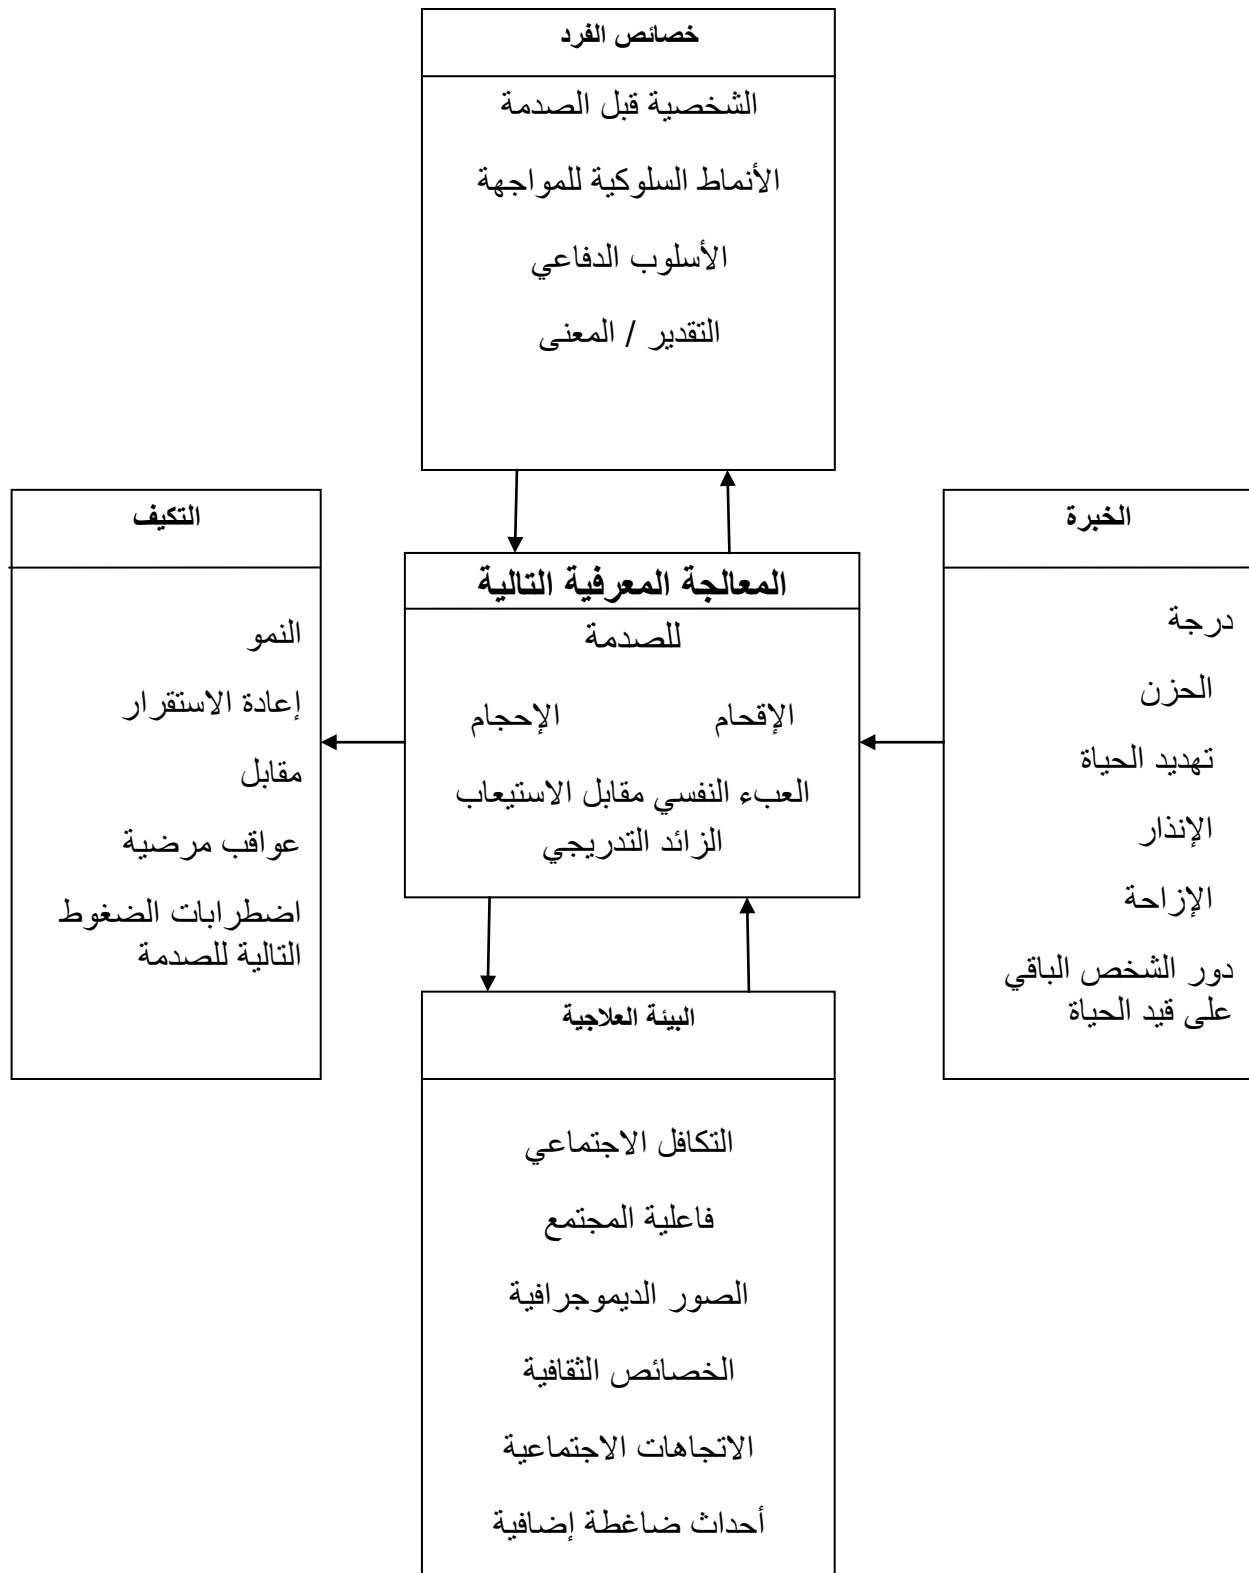 خصائص الفرد
الشخصية قبل الصدمة
الأنماط السلوكية للمواجهة
الأسلوب الدفاعي
التقدير / المعنى
الخبرة
درجة
الحزن
تهديد الحياة
الإنذار
الإزاحة
دور الشخص الباقي
على قيد الحياة
المعالجة المعرفية التالية
للصدمة
الإقحام الإحجام
العبء النفسي مقابل الاستيعاب
الزائد التدريجي
التكيف
النمو
إعادة الاستقرار
مقابل
عواقب مرضية
اضطرابات الضغوط
التالية للصدمة
البيئة العلاجية
التكافل الاجتماعي
فاعلية المجتمع
الصور الديموجرافية
الخصائص الثقافية
الاتجاهات الاجتماعية
أحداث ضاغطة إضافية